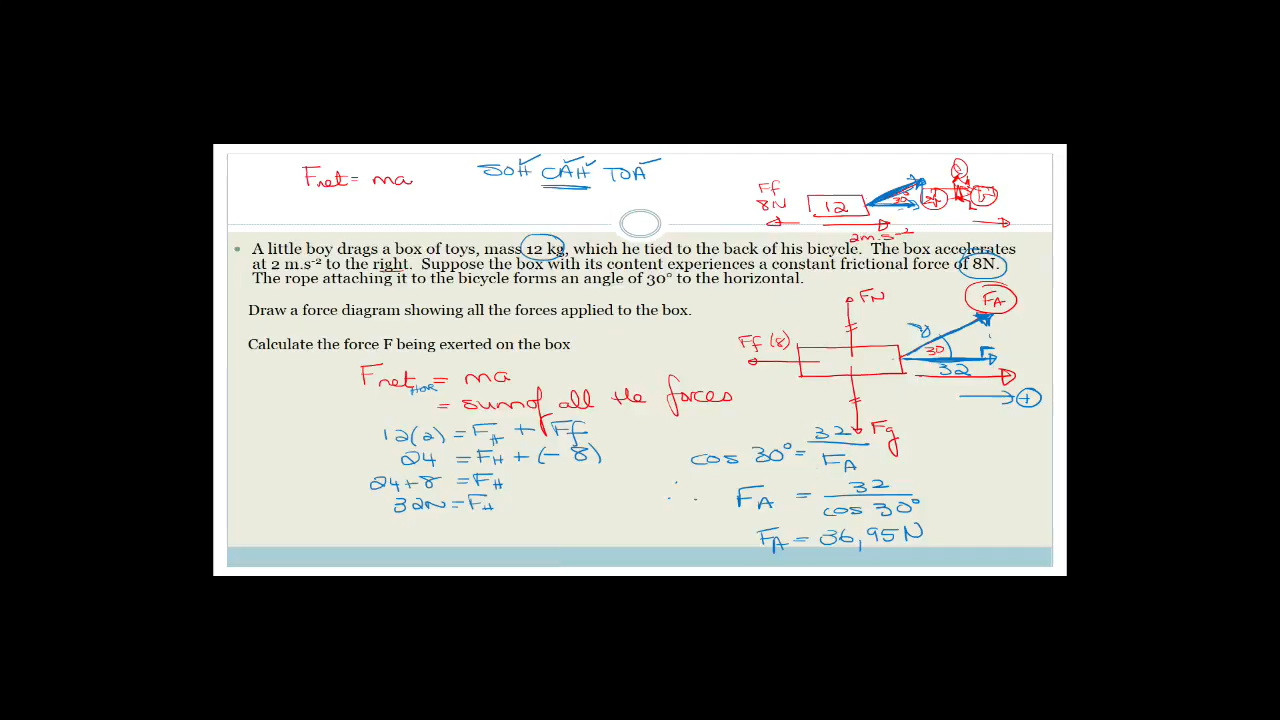 Fnet = ma
SOH CAH TOA
Ff
8N
12
30
2m.s-2
A little boy drags a box of toys, mass 12 kg, which he tied to the back of his bicycle. The box accelerates
at 2 m.s-2 to the right. Suppose the box with its content experiences a constant frictional force of 8N.
The rope attaching it to the bicycle forms an angle of 30° to the horizontal.
Draw a force diagram showing all the forces applied to the box.
Calculate the force F being exerted on the box
FN
FA
Ff (8)
30
32
+
Fg
Fnet HOR = ma
= sum of all the forces
12(2) = FH + Ff
24 = FH + (-8)
24+8 = FH
32N = FH
cos 30° = 32
FA
∴ FA = 32
cos 30°
FA = 36,95N